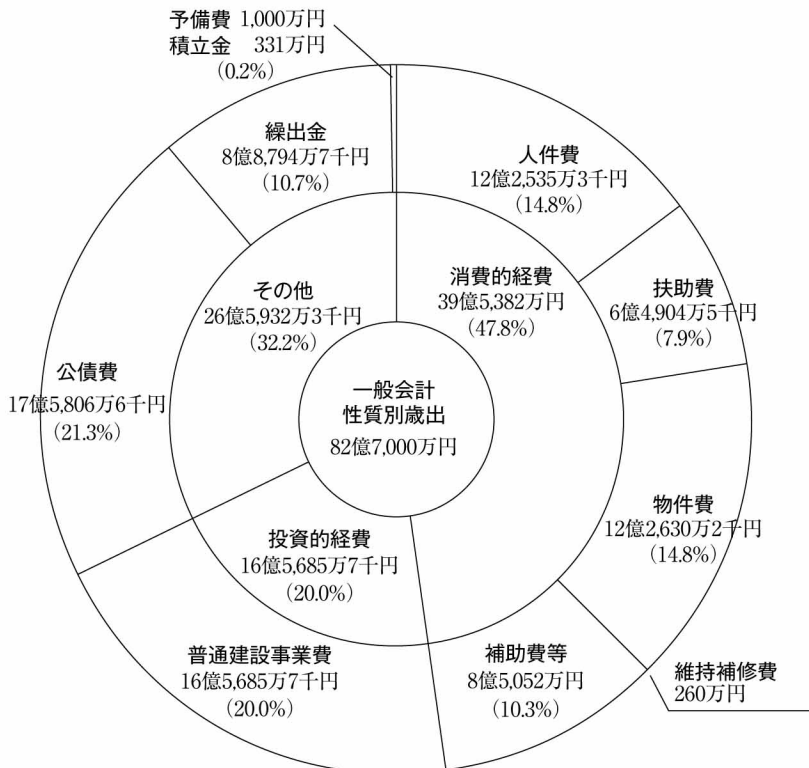 予備費 1,000万円
積立金 331万円
（0.2%）
繰出金
8億8,794万7千円
（10.7%）
人件費
12億2,535万3千円
（14.8%）
消費的経費
39億5,382万円
（47.8%）
扶助費
6億4,904万5千円
（7.9%）
その他
26億5,932万3千円
（32.2%）
公債費
17億5,806万6千円
（21.3%）
一般会計
性質別歳出
82億7,000万円
物件費
12億2,630万2千円
（14.8%）
投資的経費
16億5,685万7千円
（20.0%）
普通建設事業費
16億5,685万7千円
（20.0%）
補助費等
8億5,052万円
（10.3%）
維持補修費
260万円